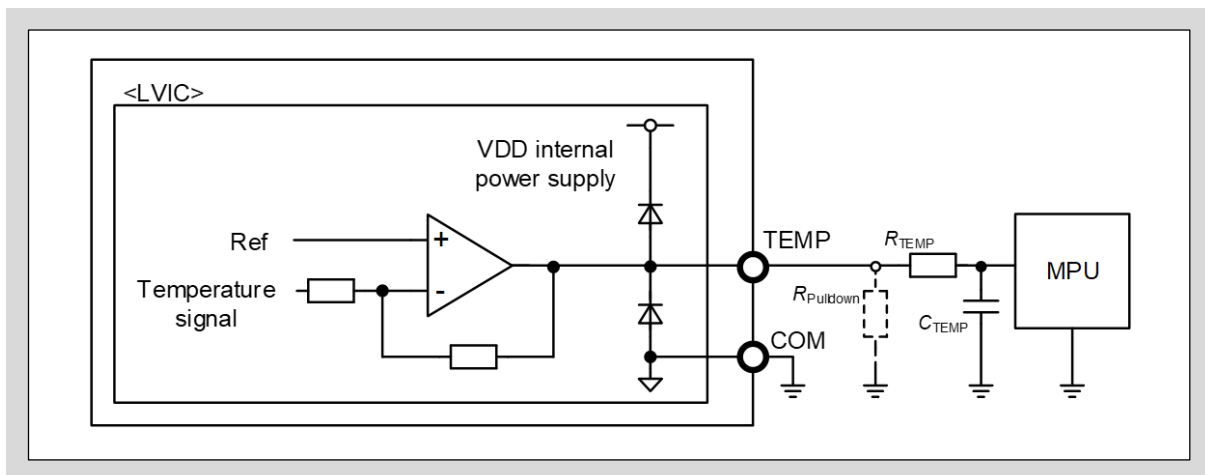 <LVIC>
VDD internal
power supply
Ref
+
-
Temperature
signal
TEMP
COM
RTEMP
RPulldown
CTEMP
MPU